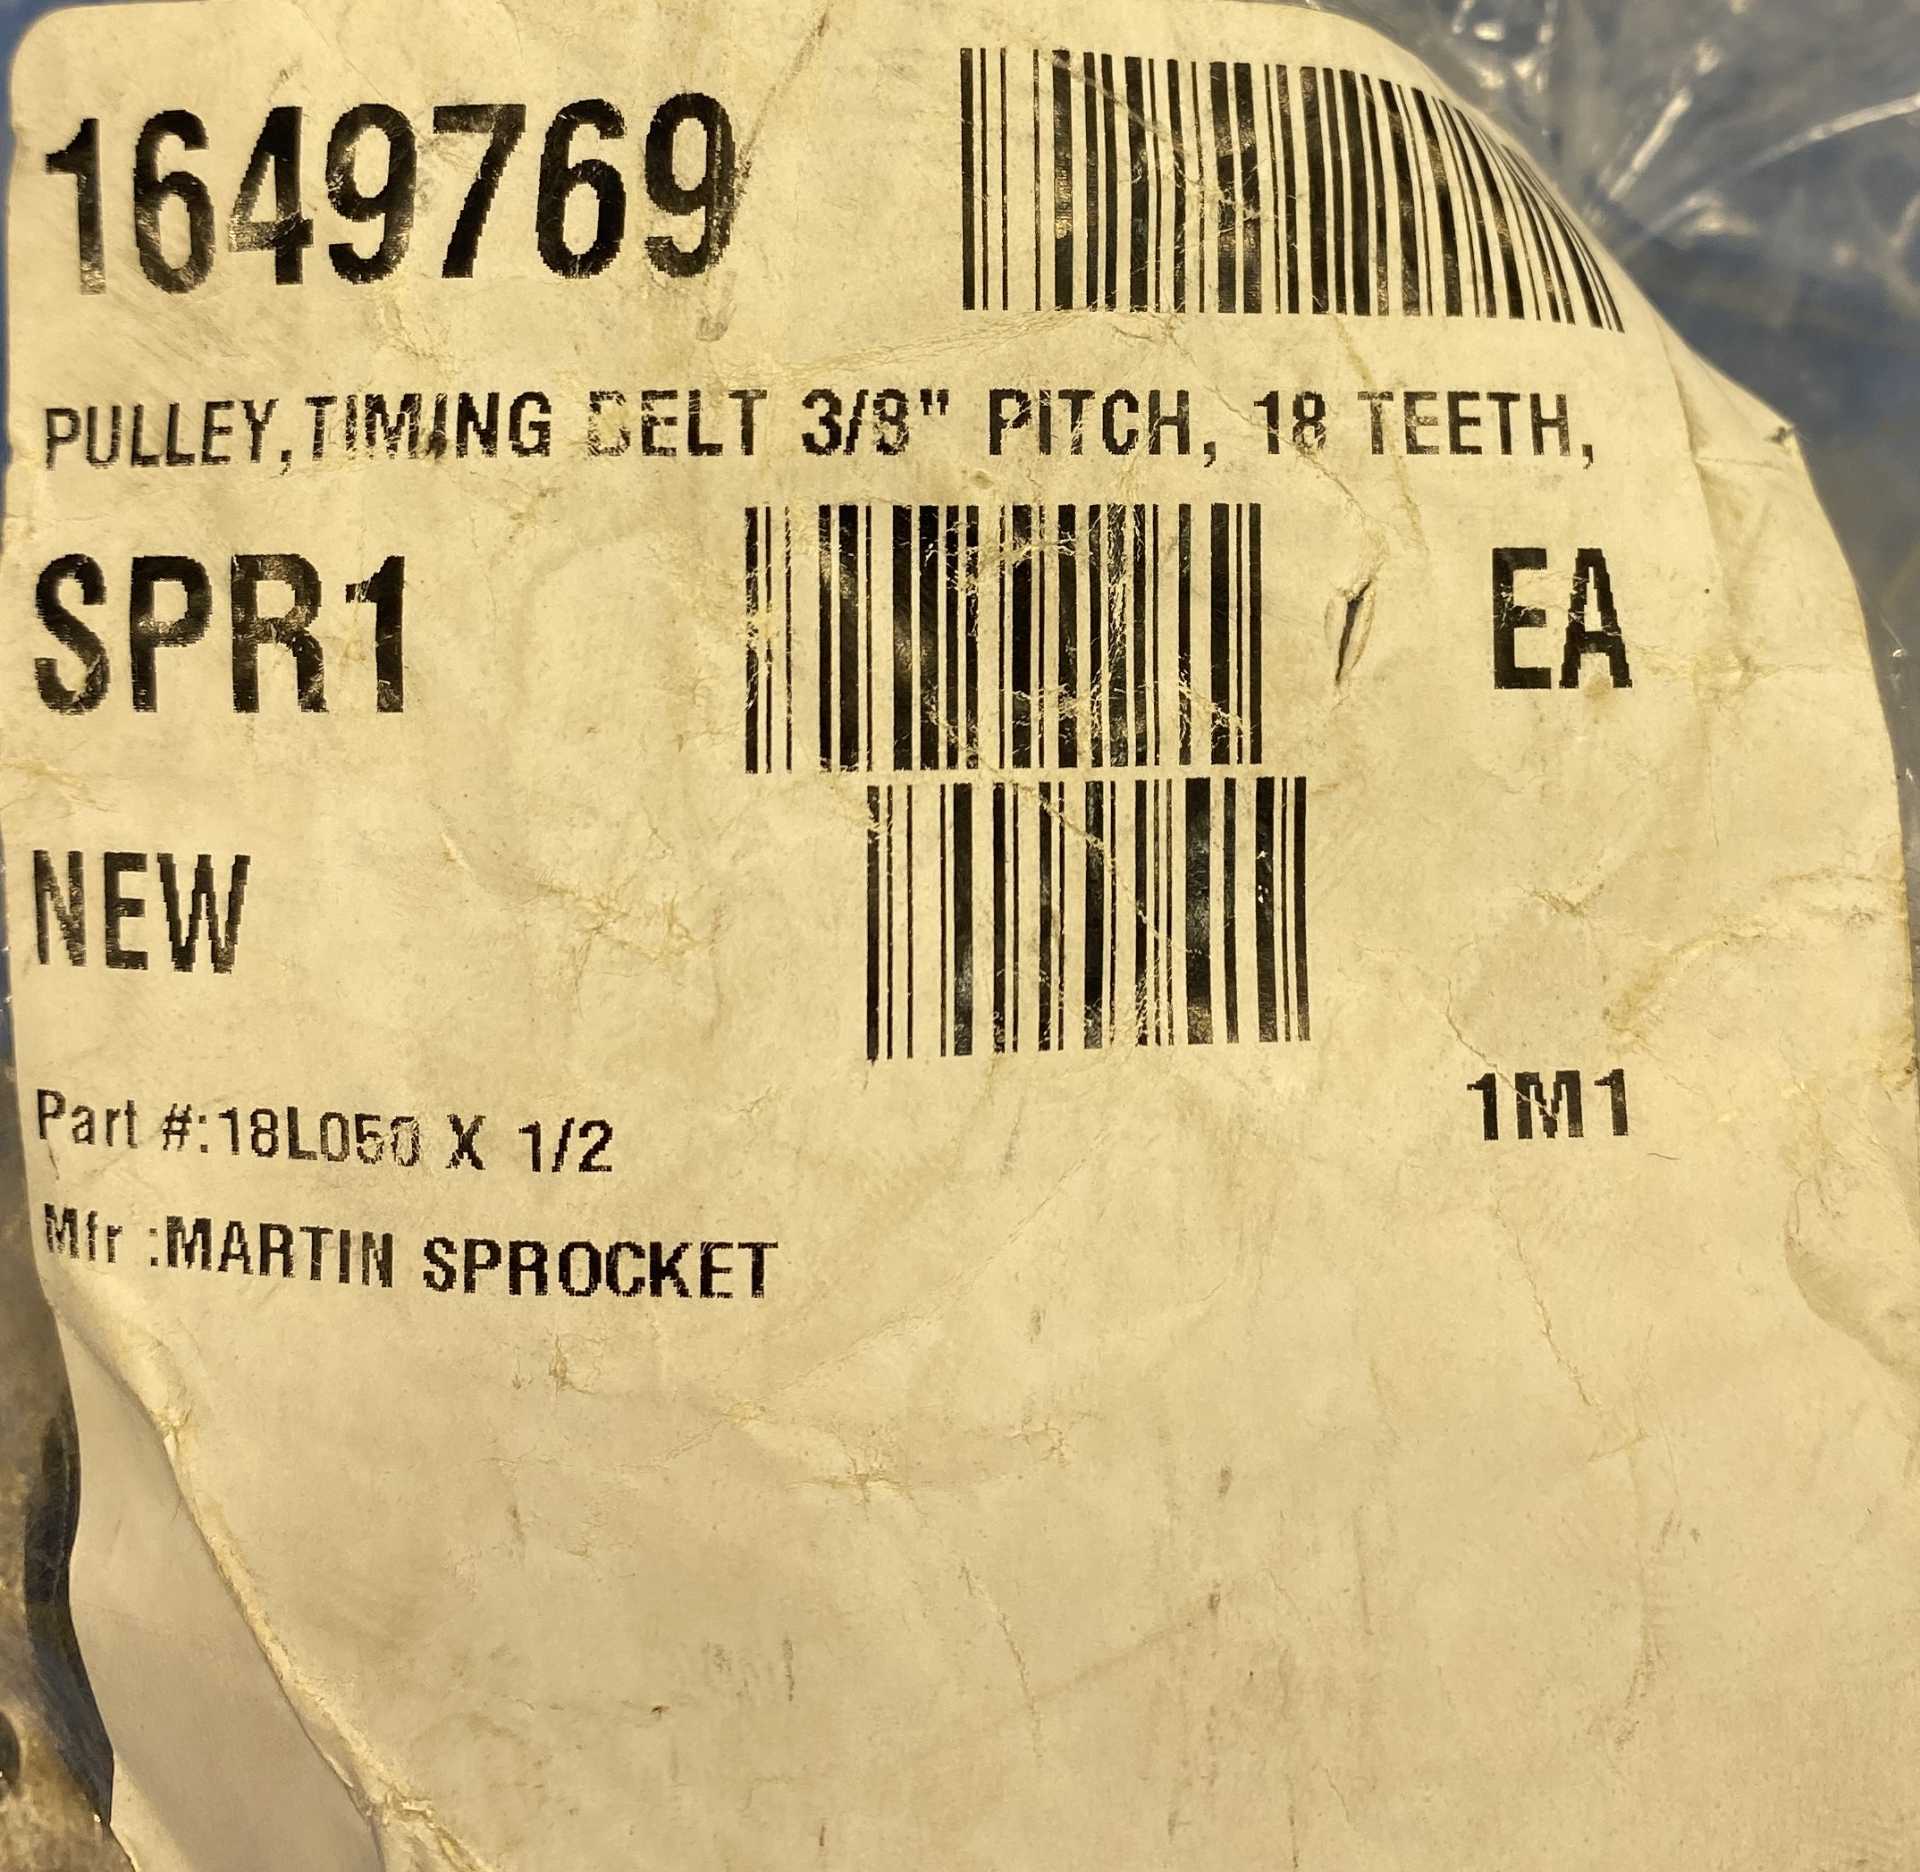 1649769
PULLEY,TIMING BELT 3/8" PITCH, 18 TEETH,
SPR1
EA
NEW
1M1
Part #:18L050 X 1/2
Mfr :MARTIN SPROCKET